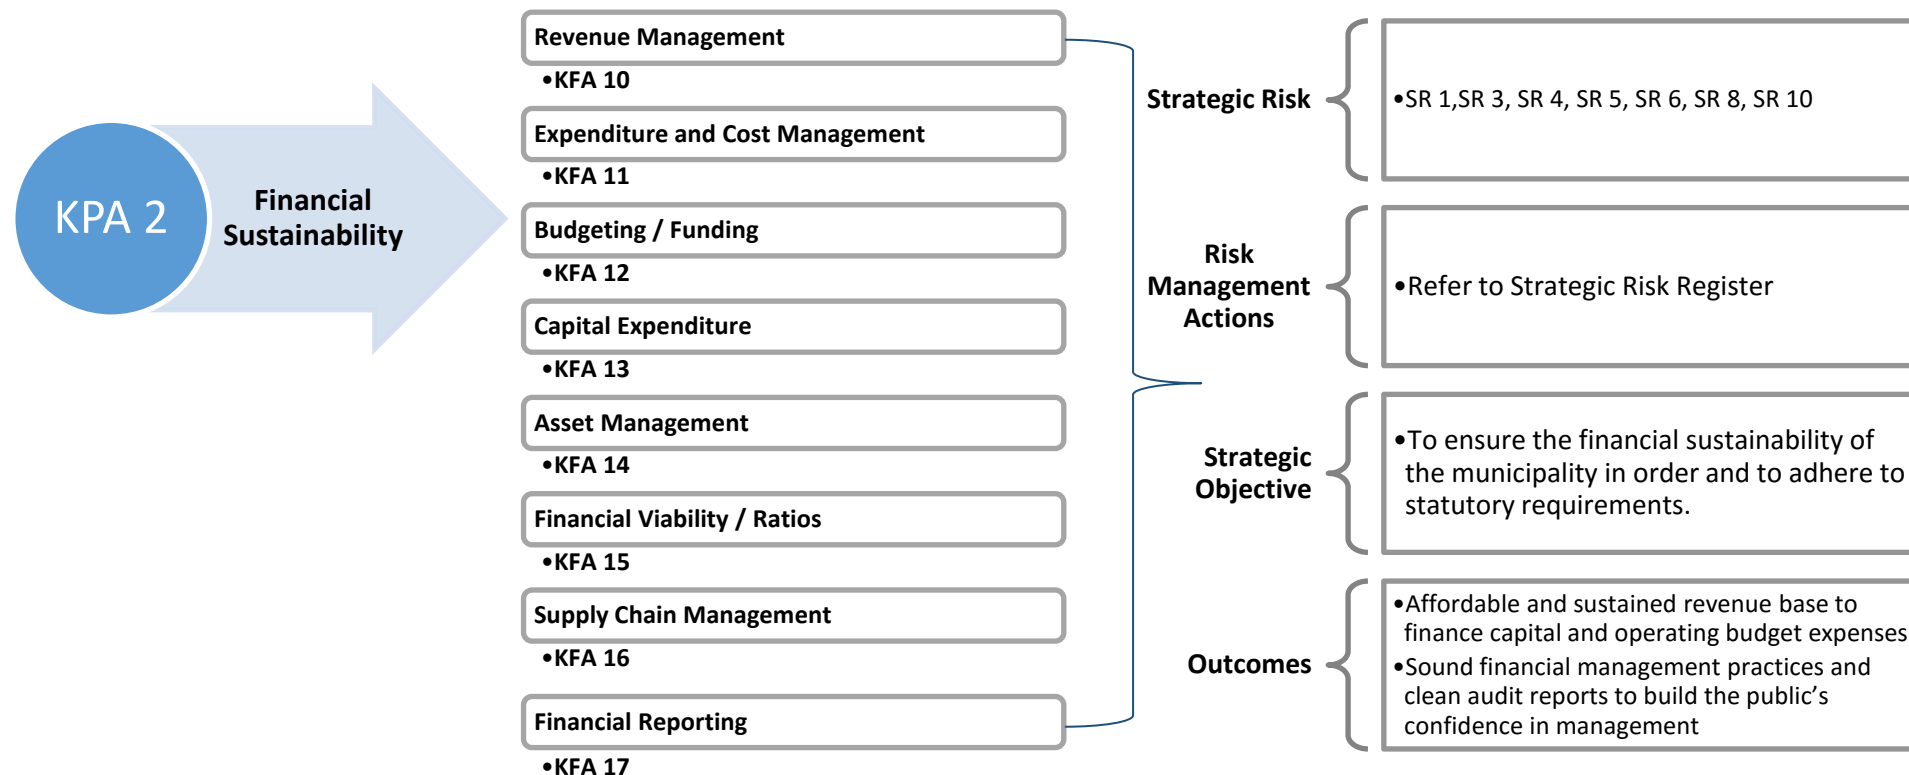 KPA 2
Financial
Sustainability
Revenue Management
•KFA 10
Expenditure and Cost Management
•KFA 11
Budgeting / Funding
•KFA 12
Capital Expenditure
•KFA 13
Asset Management
•KFA 14
Financial Viability / Ratios
•KFA 15
Supply Chain Management
•KFA 16
Financial Reporting
•KFA 17
Strategic Risk
•SR 1,SR 3, SR 4, SR 5, SR 6, SR 8, SR 10
Risk
Management
Actions
•Refer to Strategic Risk Register
Strategic
Objective
•To ensure the financial sustainability of
the municipality in order and to adhere to
statutory requirements.
Outcomes
•Affordable and sustained revenue base to
finance capital and operating budget expenses
•Sound financial management practices and
clean audit reports to build the public’s
confidence in management